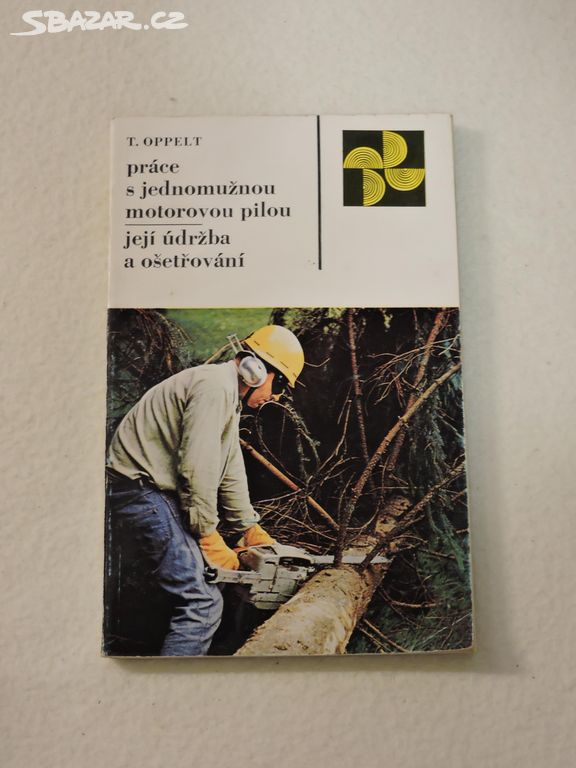 SBAZAR.CZ
T. OPPELT
práce
s jednomužnou
motorovou pilou
její údržba
a ošetřování